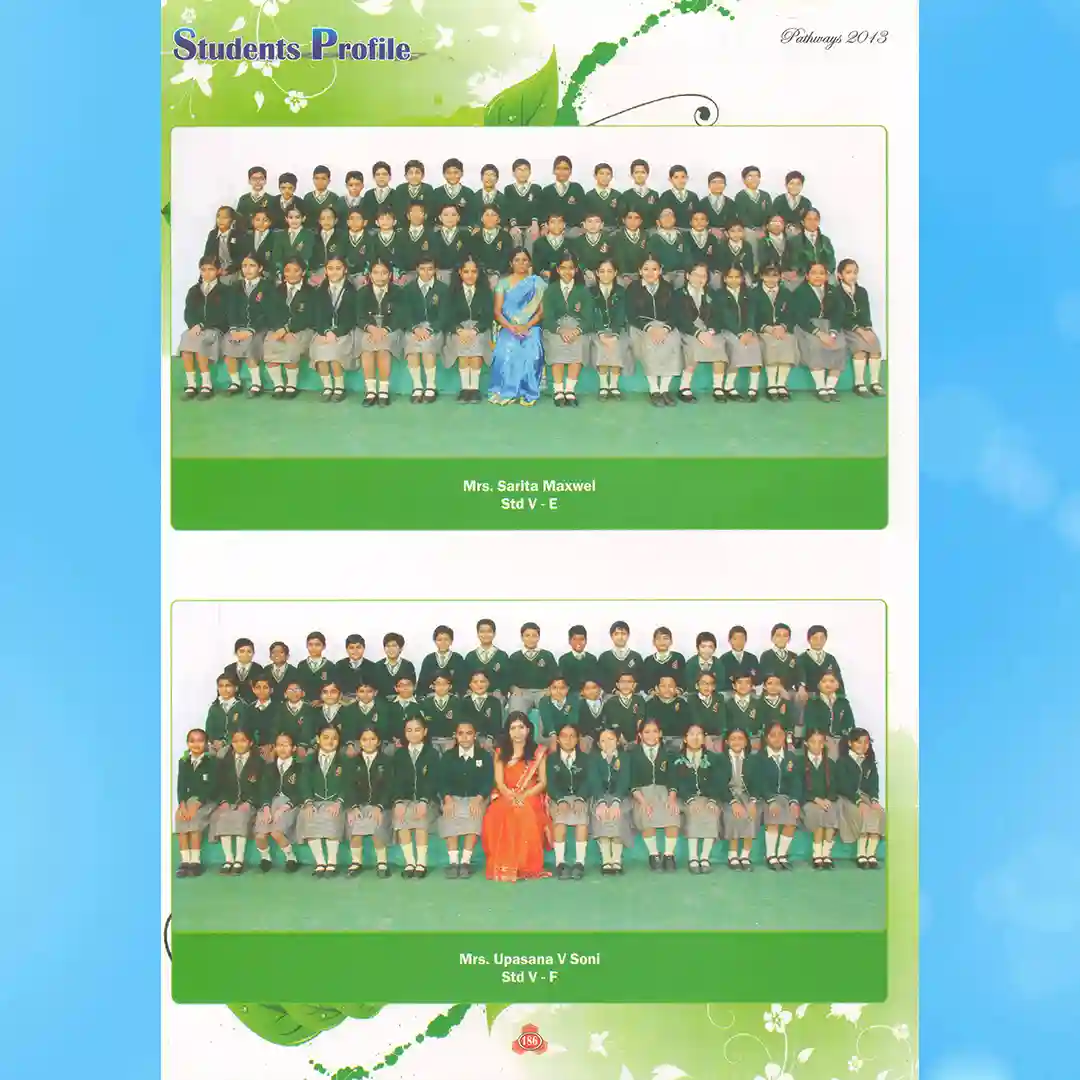 Students Profile
Pathways 2013
Mrs. Sarita Maxwel
Std V - E
Mrs. Upasana V Soni
Std V - F
186